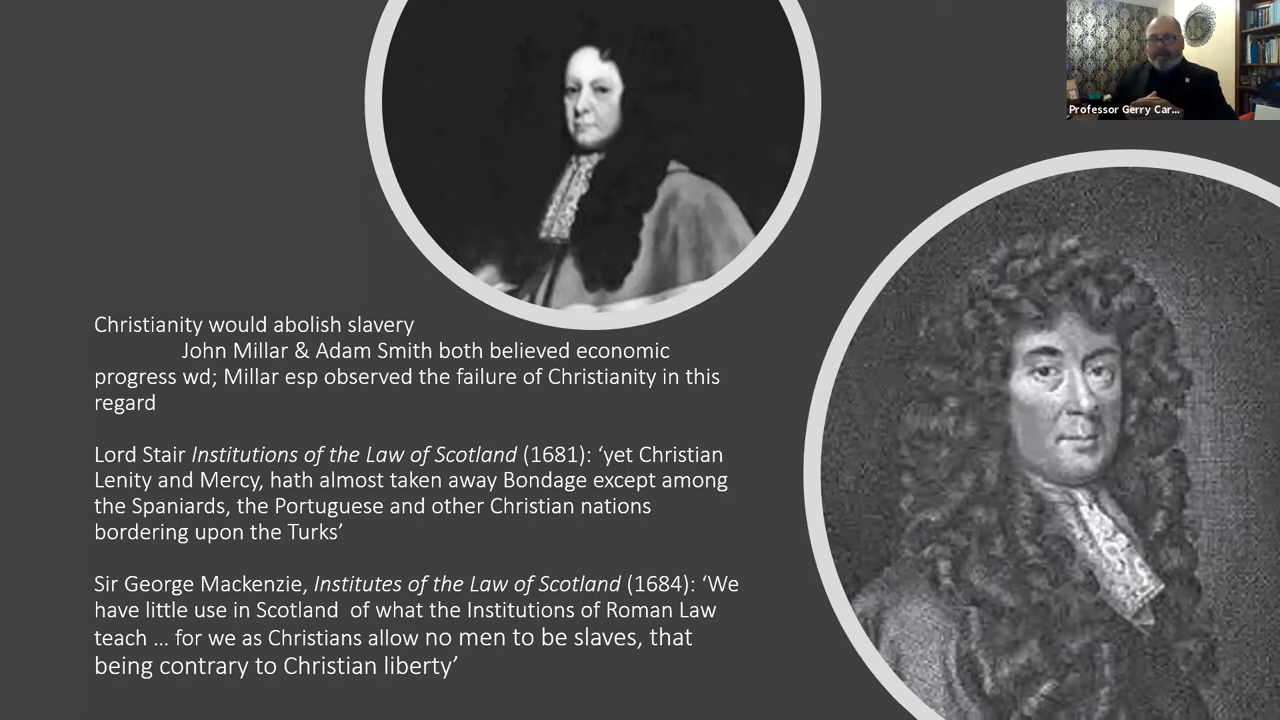 Professor Gerry Car...
Christianity would abolish slavery
John Millar & Adam Smith both believed economic
progress wd; Millar esp observed the failure of Christianity in this
regard
Lord Stair Institutions of the Law of Scotland (1681): ‘yet Christian
Lenity and Mercy, hath almost taken away Bondage except among
the Spaniards, the Portuguese and other Christian nations
bordering upon the Turks’
Sir George Mackenzie, Institutes of the Law of Scotland (1684): ‘We
have little use in Scotland  of what the Institutions of Roman Law
teach … for we as Christians allow no men to be slaves, that
being contrary to Christian liberty’